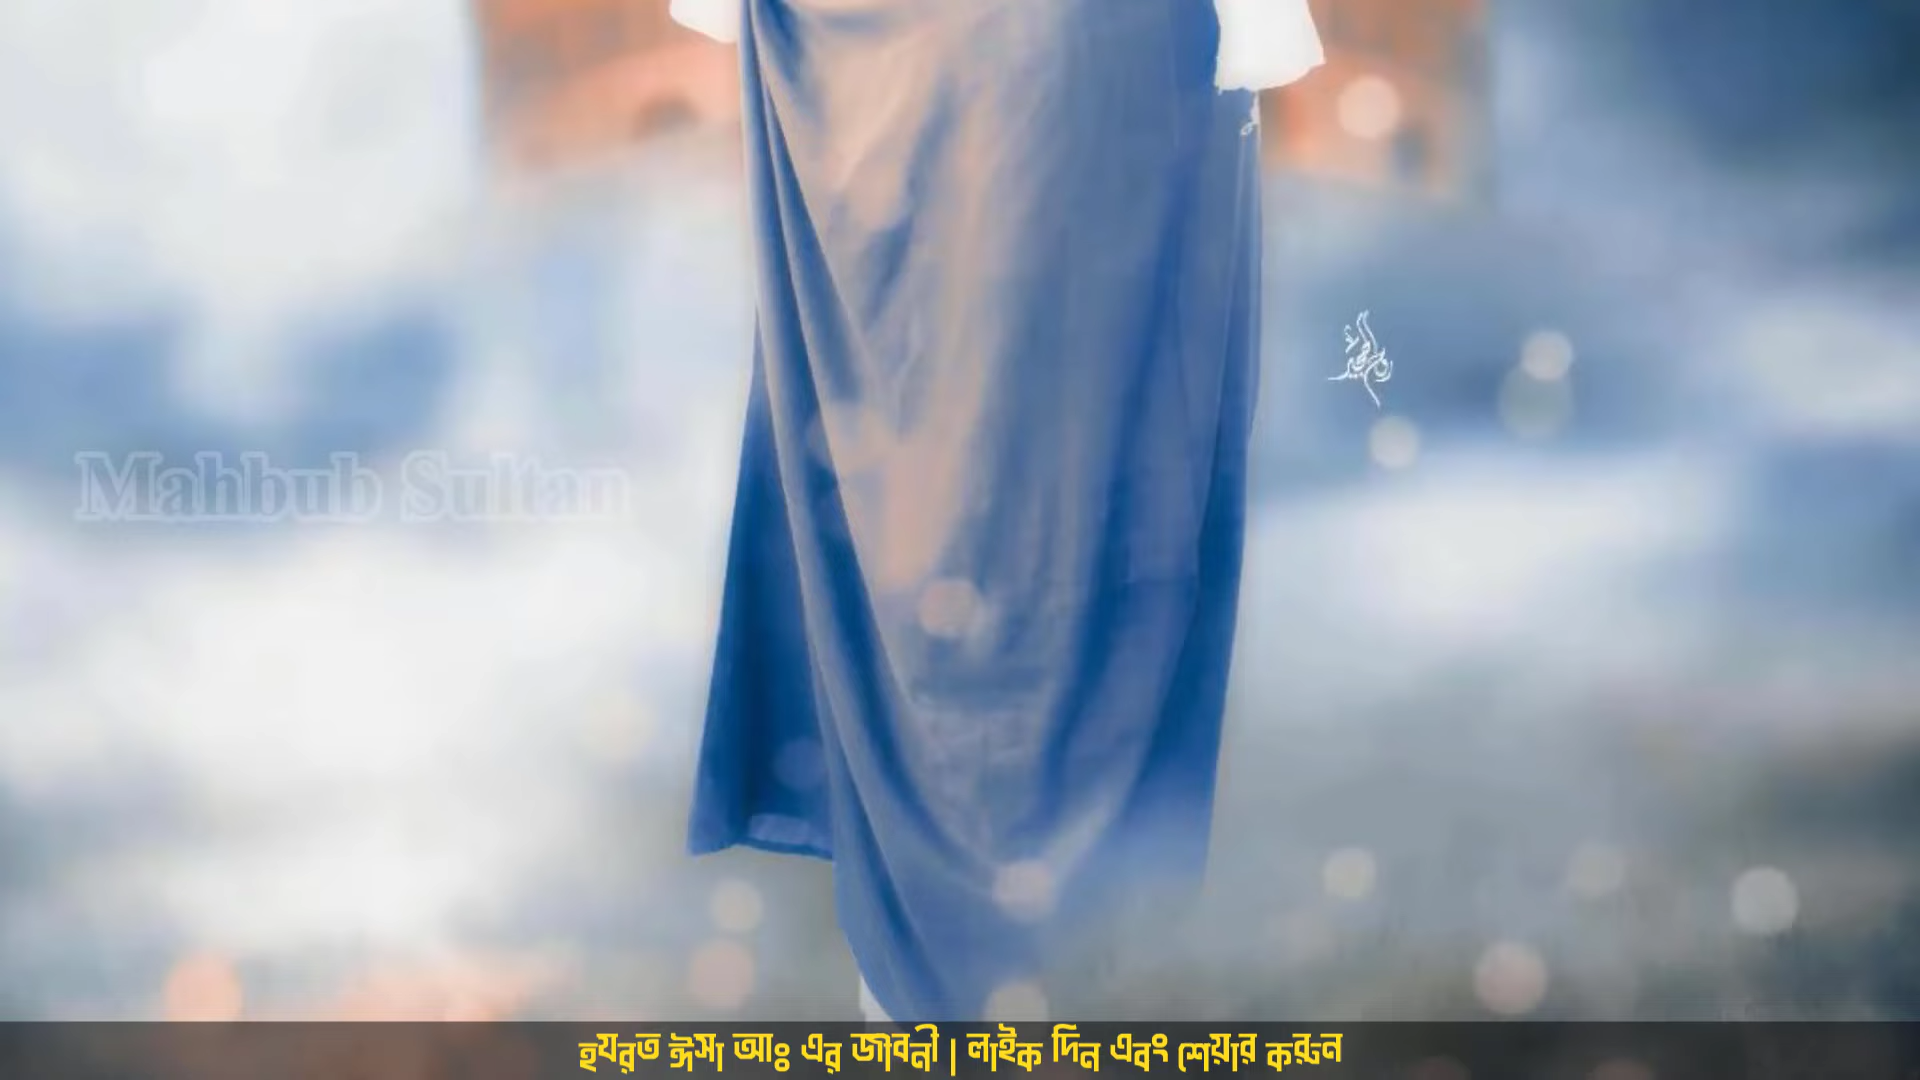 Mahbub Sultan
হযরত ঈসা আঃ এর জীবনী | লাইক দিন এবং শেয়ার করুন